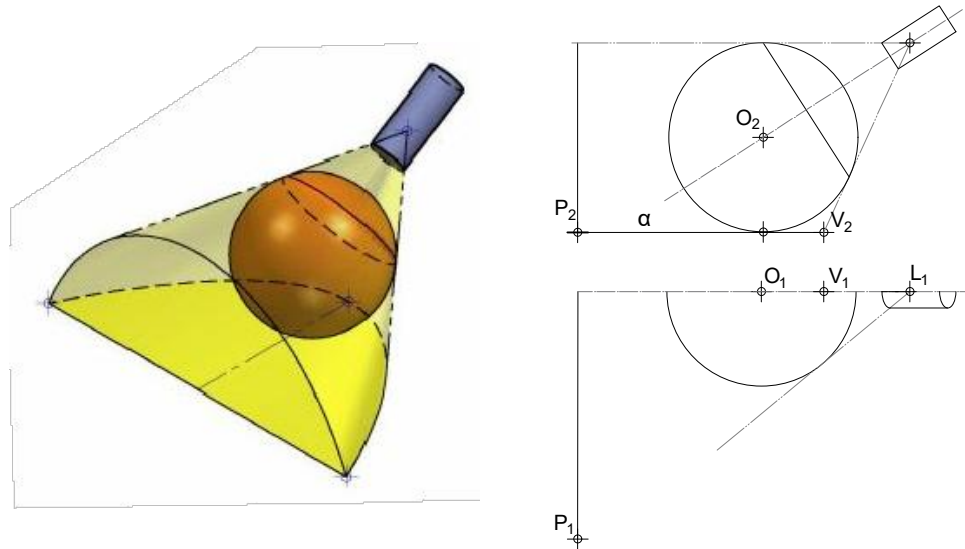 O₂
P₂ α V₂
O₁ V₁ L₁
P₁